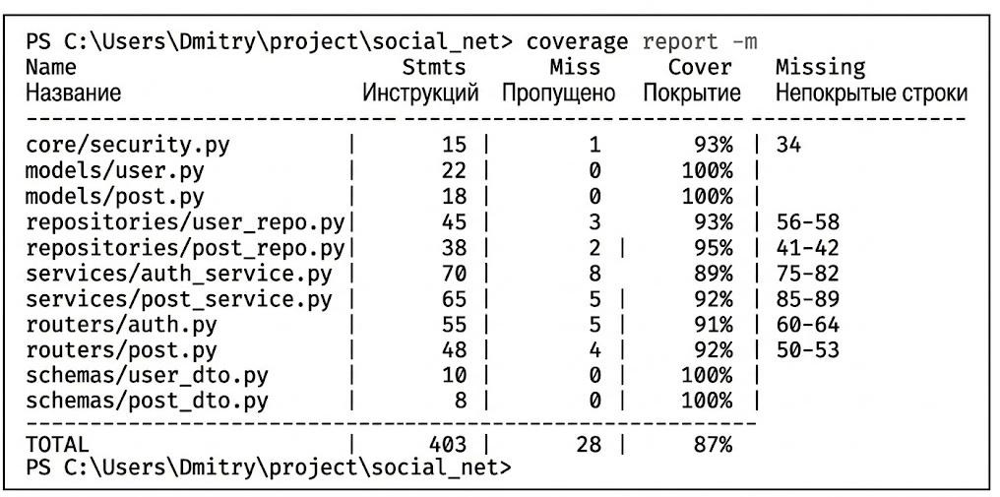 PS C:\Users\Dmitry\project\social_net> coverage report -m
Name Stmts Miss Cover Missing
Название Инструкций Пропущено Покрытие Непокрытые строки
--------------------------------------------------------------------------
core/security.py | 15 | 1 93% | 34
models/user.py | 22 | 0 100% |
models/post.py | 18 | 0 100% |
repositories/user_repo.py| 45 | 3 93% | 56-58
repositories/post_repo.py| 38 | 2 | 95% | 41-42
services/auth_service.py | 70 | 8 89% | 75-82
services/post_service.py | 65 | 5 | 92% | 85-89
routers/auth.py | 55 | 5 | 91% | 60-64
routers/post.py | 48 | 4 | 92% | 50-53
schemas/user_dto.py | 10 | 0 | 100% |
schemas/post_dto.py | 8 | 0 | 100% |
----------------------------------------------------------
TOTAL | 403 | 28 | 87%
PS C:\Users\Dmitry\project\social_net>